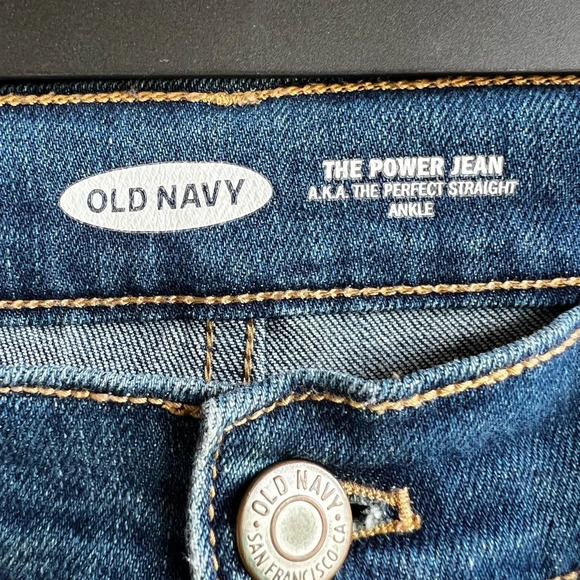 OLD NAVY
THE POWER JEAN
A.K.A. THE PERFECT STRAIGHT
ANKLE
OLD NAVY
SAN FRANCISCO•CA